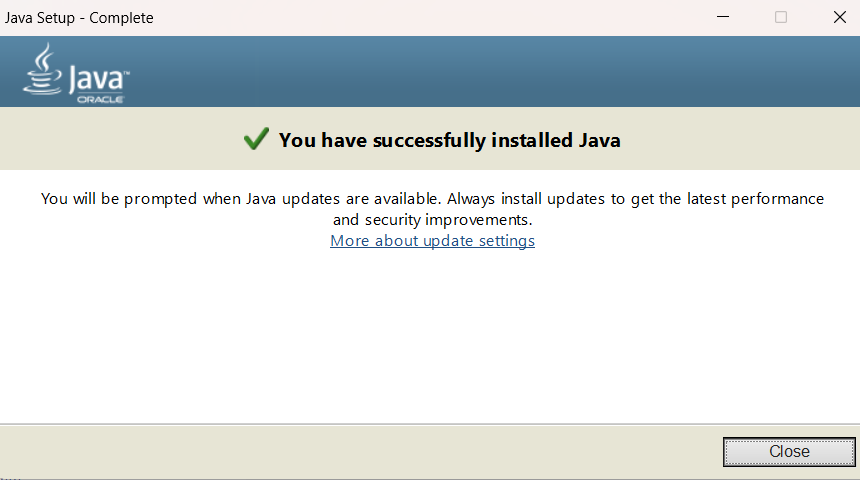 Java Setup - Complete
Java™
ORACLE
You have successfully installed Java
You will be prompted when Java updates are available. Always install updates to get the latest performance
and security improvements.
More about update settings
Close